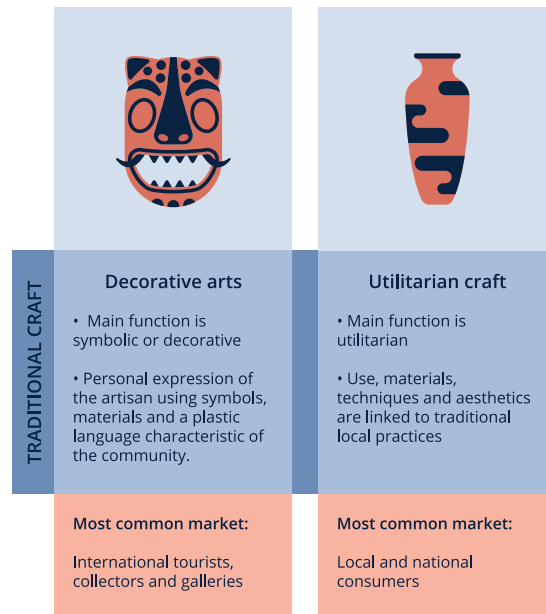 TRADITIONAL CRAFT
Decorative arts
• Main function is
symbolic or decorative
• Personal expression of
the artisan using symbols,
materials and a plastic
language characteristic of
the community.
Most common market:
International tourists,
collectors and galleries
Utilitarian craft
• Main function is
utilitarian
• Use, materials,
techniques and aesthetics
are linked to traditional
local practices
Most common market:
Local and national
consumers